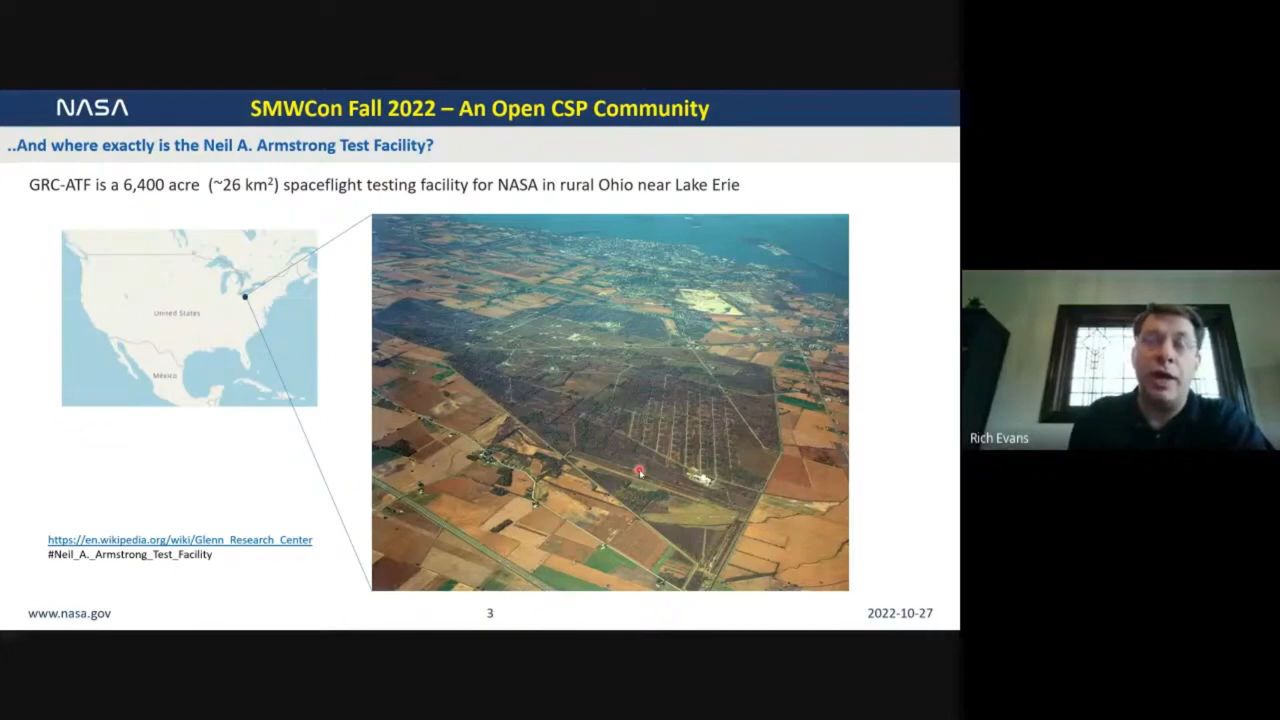 NASA
SMWCon Fall 2022 – An Open CSP Community
..And where exactly is the Neil A. Armstrong Test Facility?
GRC-ATF is a 6,400 acre (~26 km²) spaceflight testing facility for NASA in rural Ohio near Lake Erie
United States
México
https://en.wikipedia.org/wiki/Glenn_Research_Center
#Neil_A._Armstrong_Test_Facility
www.nasa.gov
3
2022-10-27
Rich Evans